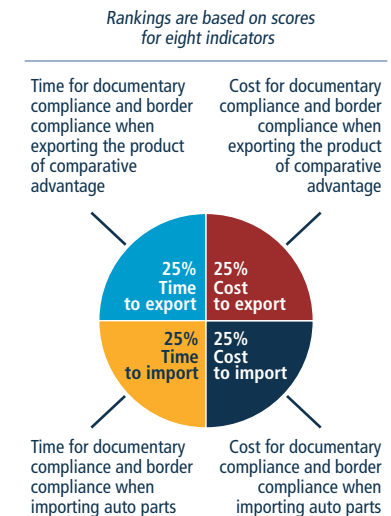 Rankings are based on scores
for eight indicators
Time for documentary
compliance and border
compliance when
exporting the product
of comparative
advantage
Cost for documentary
compliance and border
compliance when
exporting the product
of comparative
advantage
25%
Time
to export
25%
Cost
to export
25%
Time
to import
25%
Cost
to import
Time for documentary
compliance and border
compliance when
importing auto parts
Cost for documentary
compliance and border
compliance when
importing auto parts